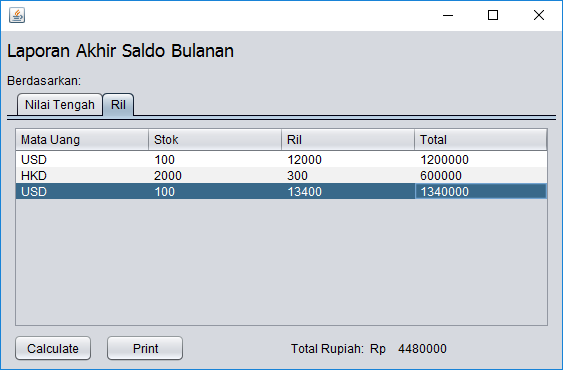 Laporan Akhir Saldo Bulanan
Berdasarkan:
Nilai Tengah Ril
Mata Uang Stok Ril Total
USD 100 12000 1200000
HKD 2000 300 600000
USD 100 13400 1340000
Calculate Print Total Rupiah: Rp 4480000